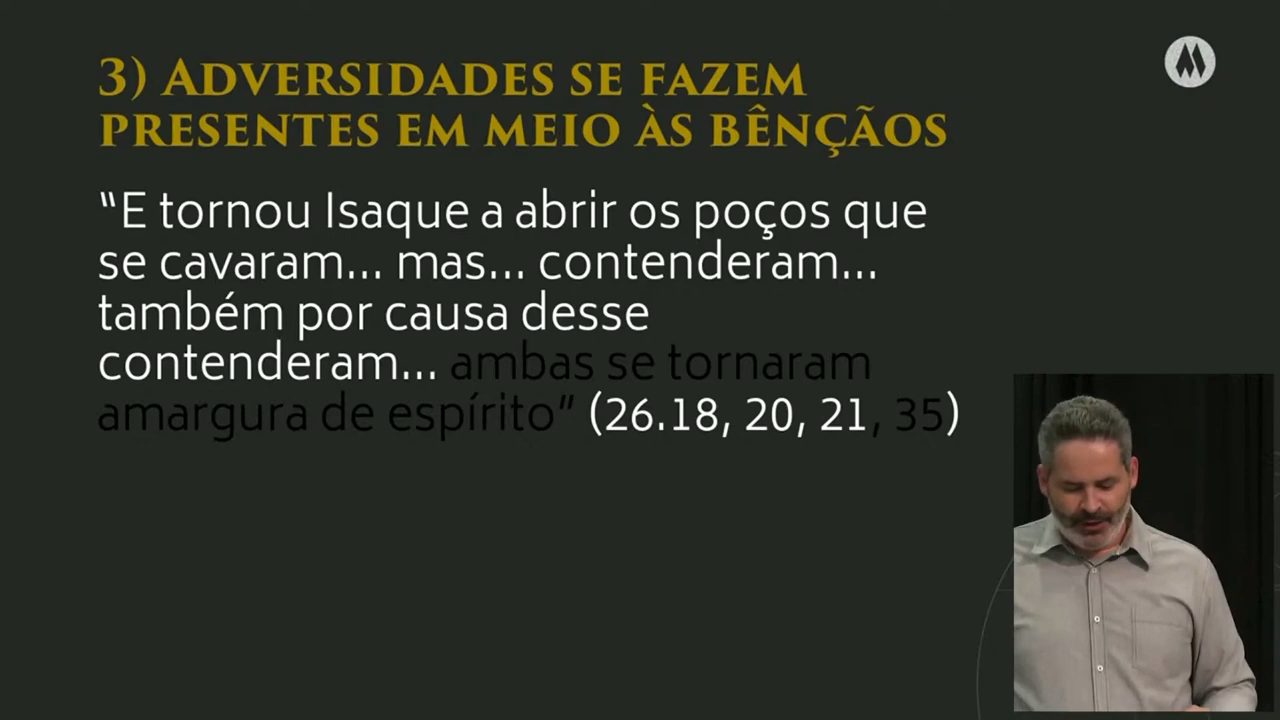 3) ADVERSIDADES SE FAZEM
PRESENTES EM MEIO ÀS BÊNÇÃOS
“E tornou Isaque a abrir os poços que
se cavaram... mas... contenderam...
também por causa desse
contenderam... ambas se tornaram
amargura de espírito” (26.18, 20, 21, 35)